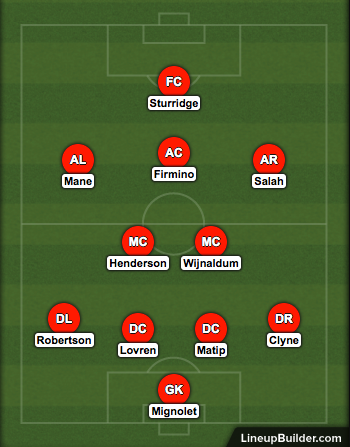 FC
Sturridge
AL
Mane
AC
Firmino
AR
Salah
MC
Henderson
MC
Wijnaldum
DL
Robertson
DC
Lovren
DC
Matip
DR
Clyne
GK
Mignolet
LineupBuilder.com